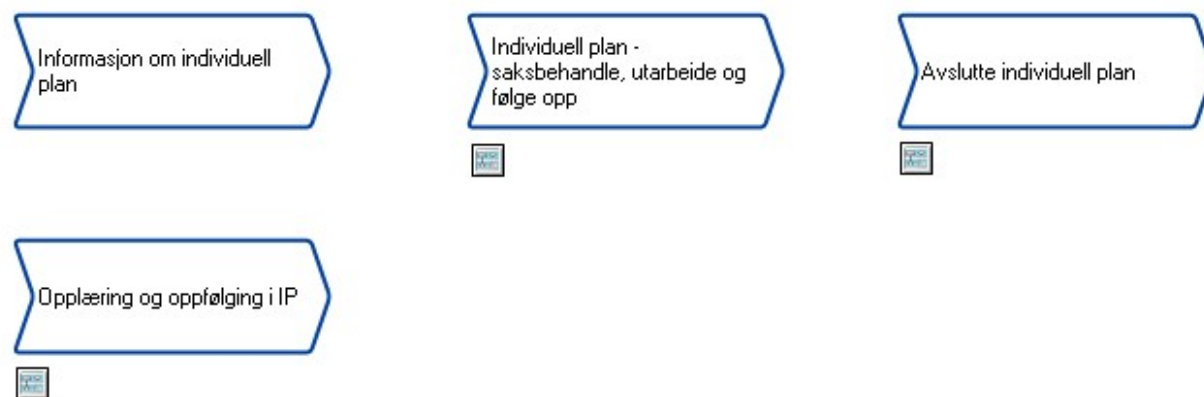 Informasjon om individuell
plan
Individuell plan -
saksbehandle, utarbeide og
følge opp
Avslutte individuell plan
Opplæring og oppfølging i IP